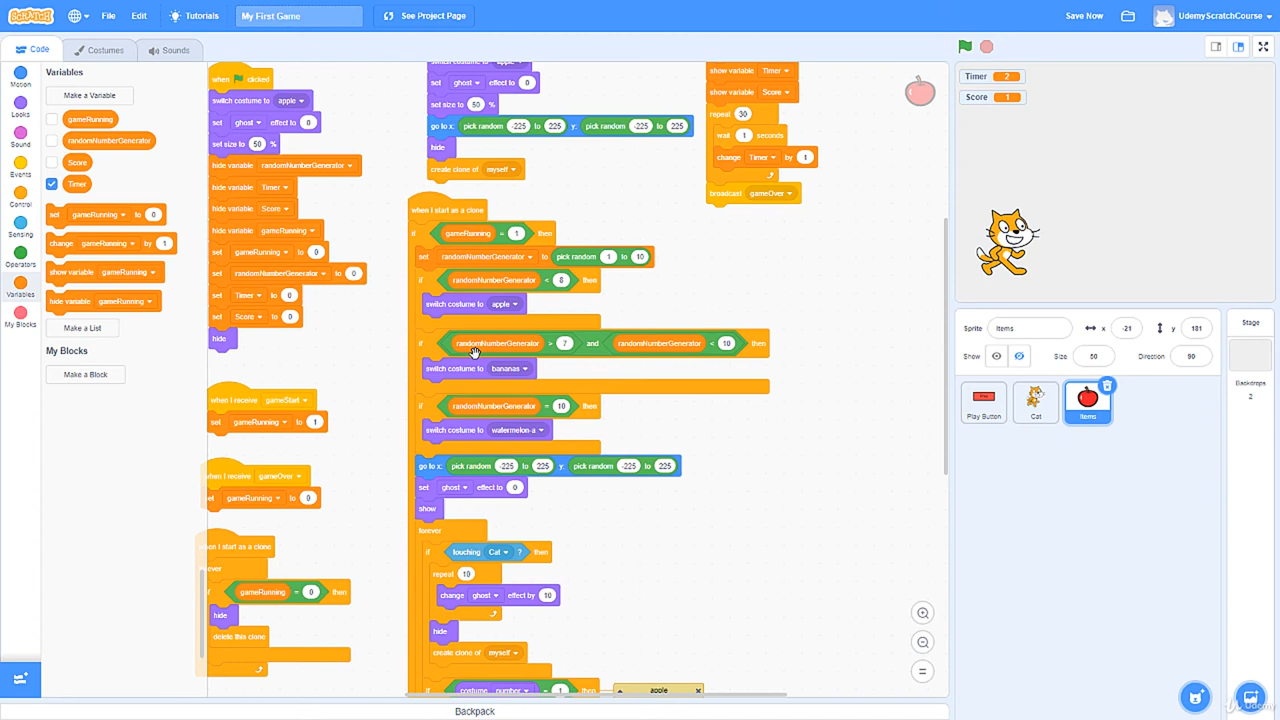 SCRATCH File Edit Tutorials My First Game See Project Page Save Now UdemyScratchCourse
Code Costumes Sounds
Variables
Make a Variable
gameRunning
randomNumberGenerator
Score
Timer
set gameRunning to 0
change gameRunning by 1
show variable gameRunning
hide variable gameRunning
Make a List
My Blocks
Make a Block
Motion
Looks
Sound
Events
Control
Sensing
Operators
Variables
My Blocks
when clicked
switch costume to apple
set ghost effect to 0
set size to 50 %
hide variable randomNumberGenerator
hide variable Timer
hide variable Score
hide variable gameRunning
set gameRunning to 0
set randomNumberGenerator to 0
set Timer to 0
set Score to 0
hide
when I receive gameStart
set gameRunning to 1
when I receive gameOver
set gameRunning to 0
when I start as a clone
forever
if gameRunning = 0 then
hide
delete this clone
switch costume to apple
set ghost effect to 0
set size to 50 %
go to x: pick random -225 to 225 y: pick random -225 to 225
hide
create clone of myself
when I start as a clone
if gameRunning = 1 then
set randomNumberGenerator to pick random 1 to 10
if randomNumberGenerator < 8 then
switch costume to apple
if randomNumberGenerator > 7 and randomNumberGenerator < 10 then
switch costume to bananas
if randomNumberGenerator = 10 then
switch costume to watermelon-a
go to x: pick random -225 to 225 y: pick random -225 to 225
set ghost effect to 0
show
forever
if touching Cat ? then
repeat 10
change ghost effect by 10
hide
create clone of myself
if costume number = 1 then
apple
show variable Timer
show variable Score
repeat 30
wait 1 seconds
change Timer by 1
broadcast gameOver
Timer 2
Score 1
Sprite Items x -21 y 181
Show Size 50 Direction 90
Play
Play Button Cat Items
Stage
Backdrops
2
Backpack
Udemy